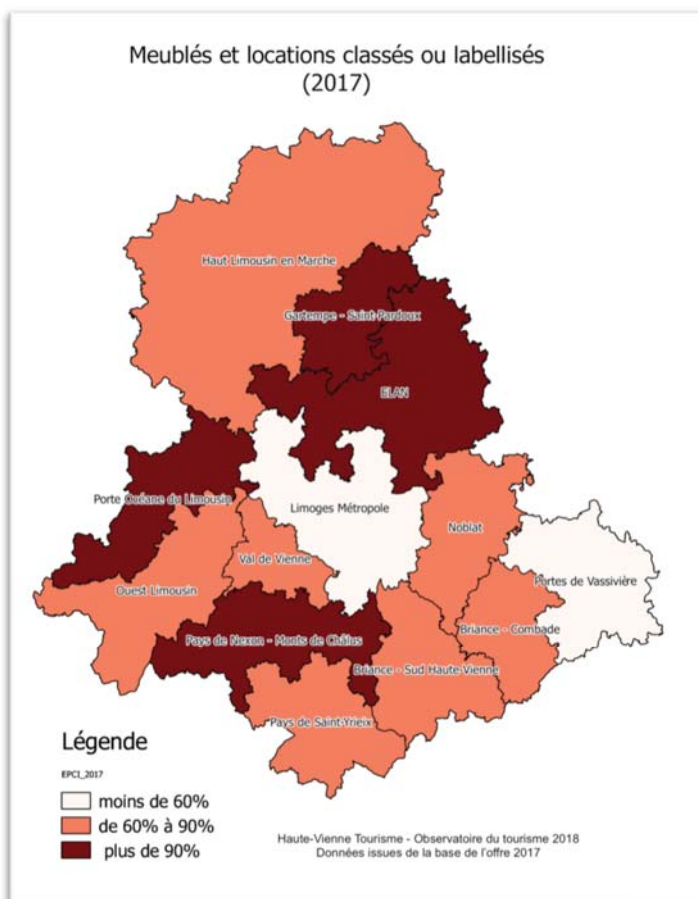 Meublés et locations classés ou labellisés
(2017)
Haut Limousin en Marche
Gartempe - Saint-Pardoux
ELAN
Porte Océane du Limousin
Limoges Métropole
Noblat
Val de Vienne
Portes de Vassivière
Ouest Limousin
Briance - Combade
Pays de Nexon - Monts de Châlus
Briance - Sud Haute-Vienne
Pays de Saint-Yrieix
Légende
EPCI_2017
moins de 60%
de 60% à 90%
plus de 90%
Haute-Vienne Tourisme - Observatoire du tourisme 2018
Données issues de la base de l'offre 2017